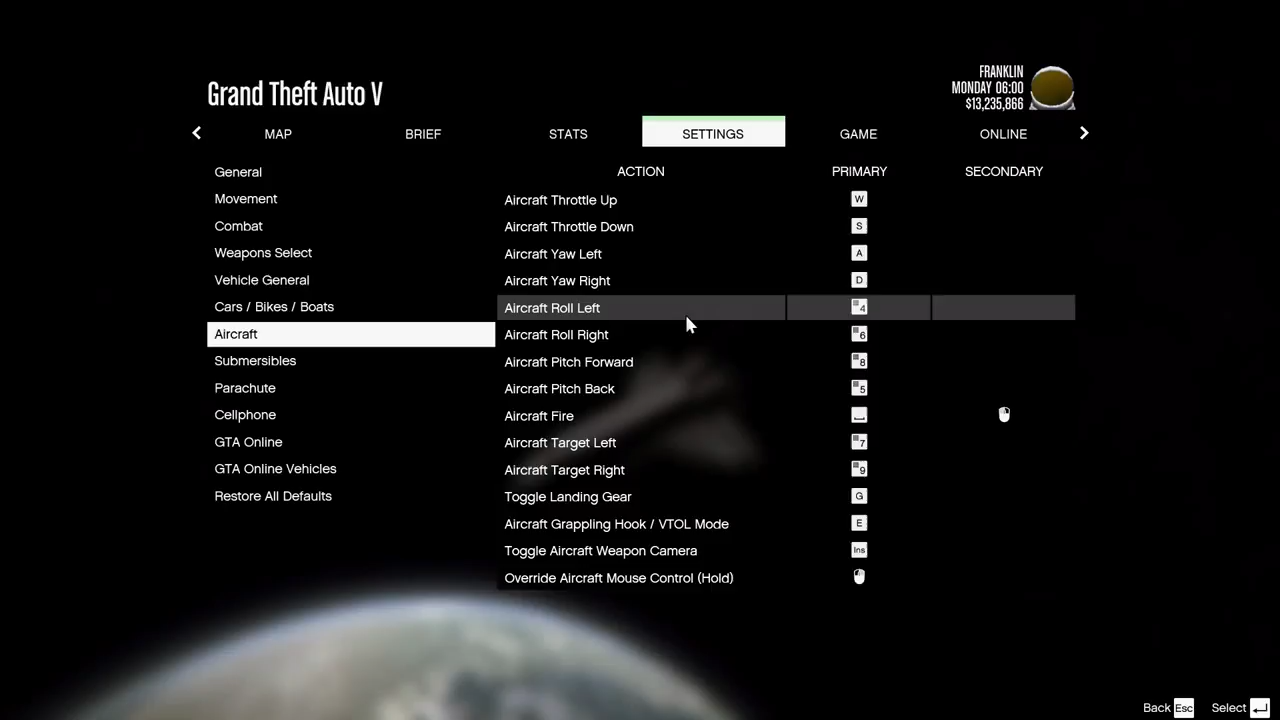 Grand Theft Auto V
FRANKLIN
MONDAY 06:00
$13,235,866
MAP BRIEF STATS SETTINGS GAME ONLINE
General ACTION PRIMARY SECONDARY
Movement Aircraft Throttle Up W
Combat Aircraft Throttle Down S
Weapons Select Aircraft Yaw Left A
Vehicle General Aircraft Yaw Right D
Cars / Bikes / Boats Aircraft Roll Left 4
Aircraft Aircraft Roll Right 6
Submersibles Aircraft Pitch Forward 8
Parachute Aircraft Pitch Back 5
Cellphone Aircraft Fire
GTA Online Aircraft Target Left 7
GTA Online Vehicles Aircraft Target Right 9
Restore All Defaults Toggle Landing Gear G
Aircraft Grappling Hook / VTOL Mode E
Toggle Aircraft Weapon Camera Ins
Override Aircraft Mouse Control (Hold)
Back Esc Select